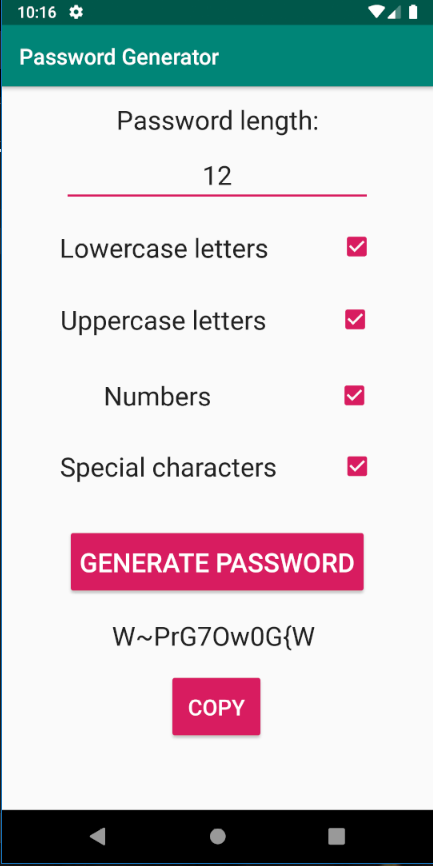 10:16
Password Generator
Password length:
12
Lowercase letters
Uppercase letters
Numbers
Special characters
GENERATE PASSWORD
W~PrG7Ow0G{W
COPY